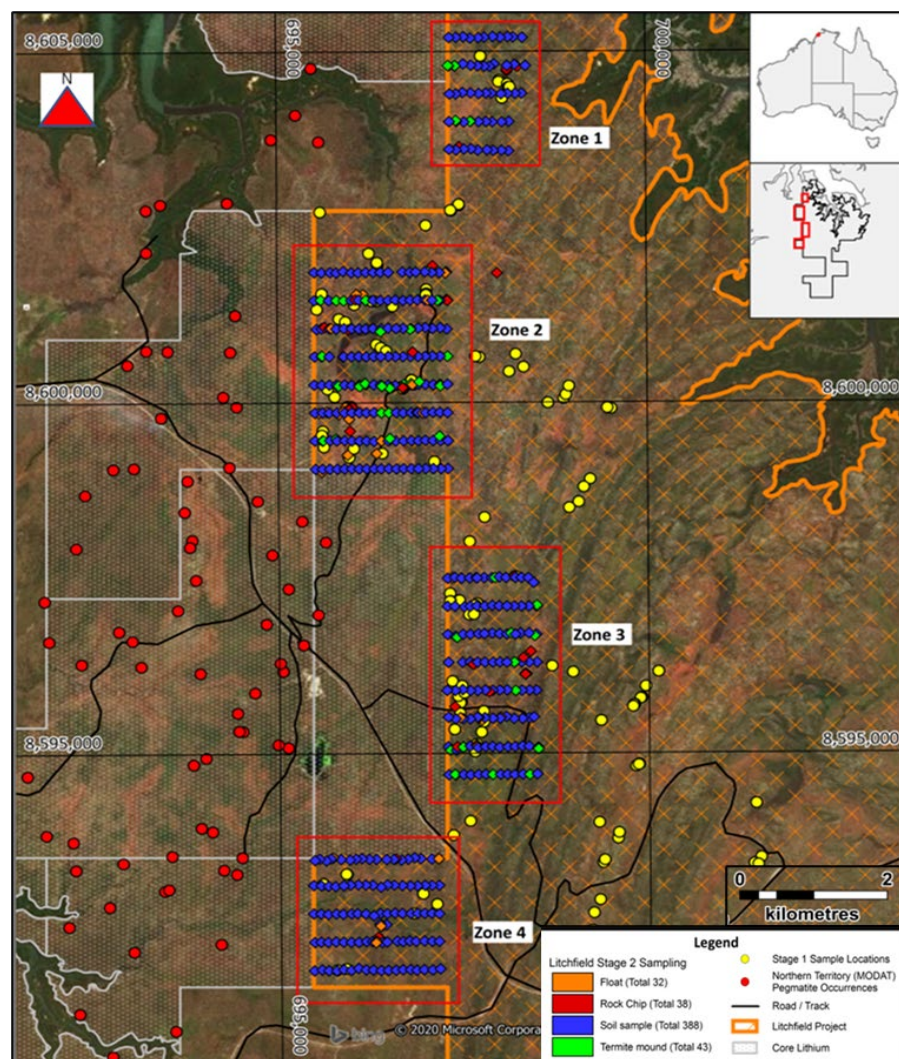 8,605,000
695,000
700,000
N
Zone 1
Zone 2
8,600,000
8,600,000
Zone 3
8,595,000
8,595,000
Zone 4
0 2
kilometres
695,000
bing © 2020 Microsoft Corpora
Legend
Litchfield Stage 2 Sampling
Float (Total 32)
Rock Chip (Total 38)
Soil sample (Total 388)
Termite mound (Total 43)
Stage 1 Sample Locations
Northern Territory (MODAT)
Pegmatite Occurrences
Road / Track
Litchfield Project
Core Lithium